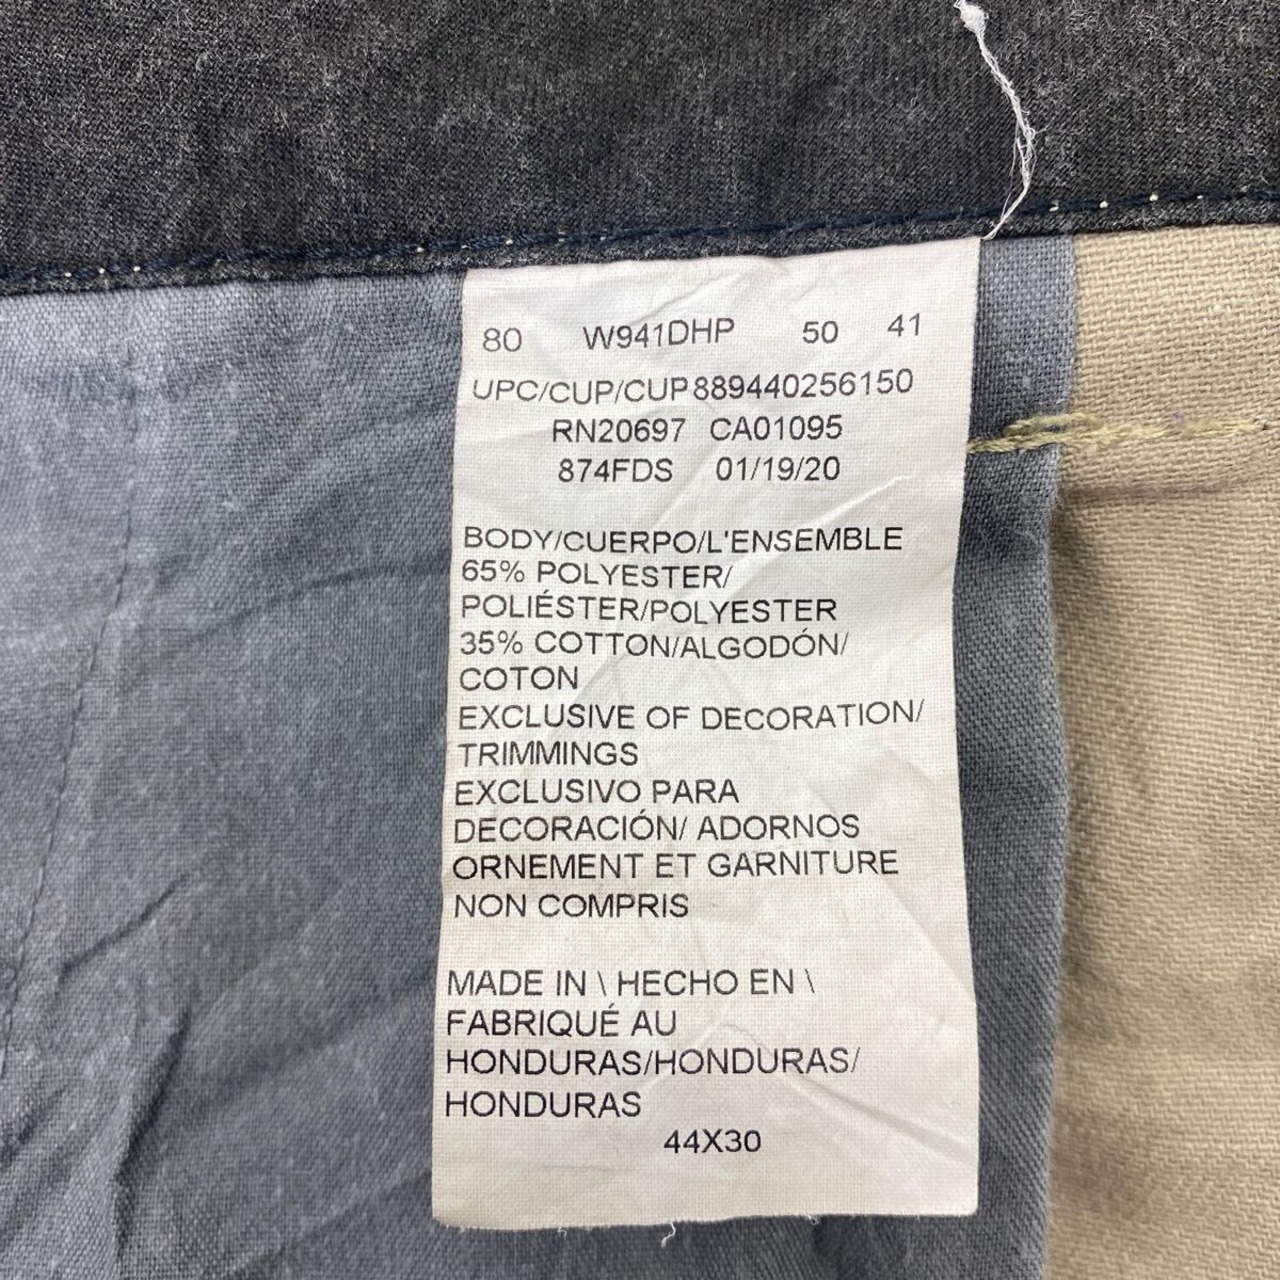 80 W941DHP 50 41
UPC/CUP/CUP889440256150
RN20697 CA01095
874FDS 01/19/20
BODY/CUERPO/L'ENSEMBLE
65% POLYESTER/
POLIÉSTER/POLYESTER
35% COTTON/ALGODÓN/
COTON
EXCLUSIVE OF DECORATION/
TRIMMINGS
EXCLUSIVO PARA
DECORACIÓN/ ADORNOS
ORNEMENT ET GARNITURE
NON COMPRIS
MADE IN \ HECHO EN \
FABRIQUÉ AU
HONDURAS/HONDURAS/
HONDURAS
44X30